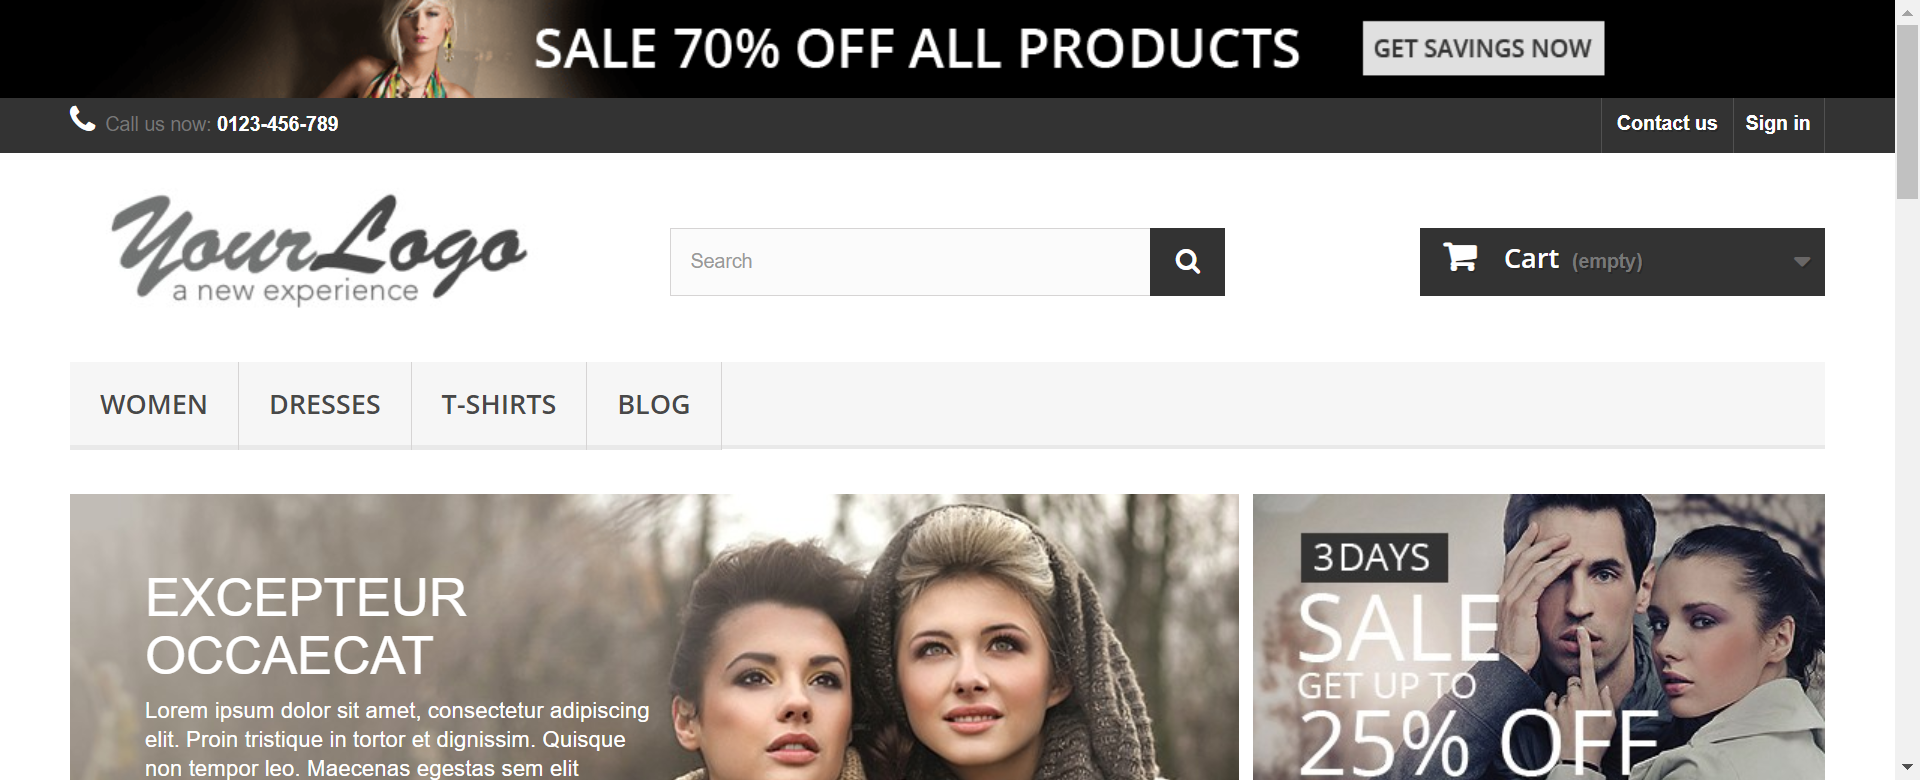 SALE 70% OFF ALL PRODUCTS
GET SAVINGS NOW
Call us now: 0123-456-789
Contact us
Sign in
Your Logo
a new experience
Search
Cart (empty)
WOMEN
DRESSES
T-SHIRTS
BLOG
EXCEPTEUR
OCCAECAT
Lorem ipsum dolor sit amet, consectetur adipiscing
elit. Proin tristique in tortor et dignissim. Quisque
non tempor leo. Maecenas egestas sem elit
3 DAYS
SALE
GET UP TO
25% OFF